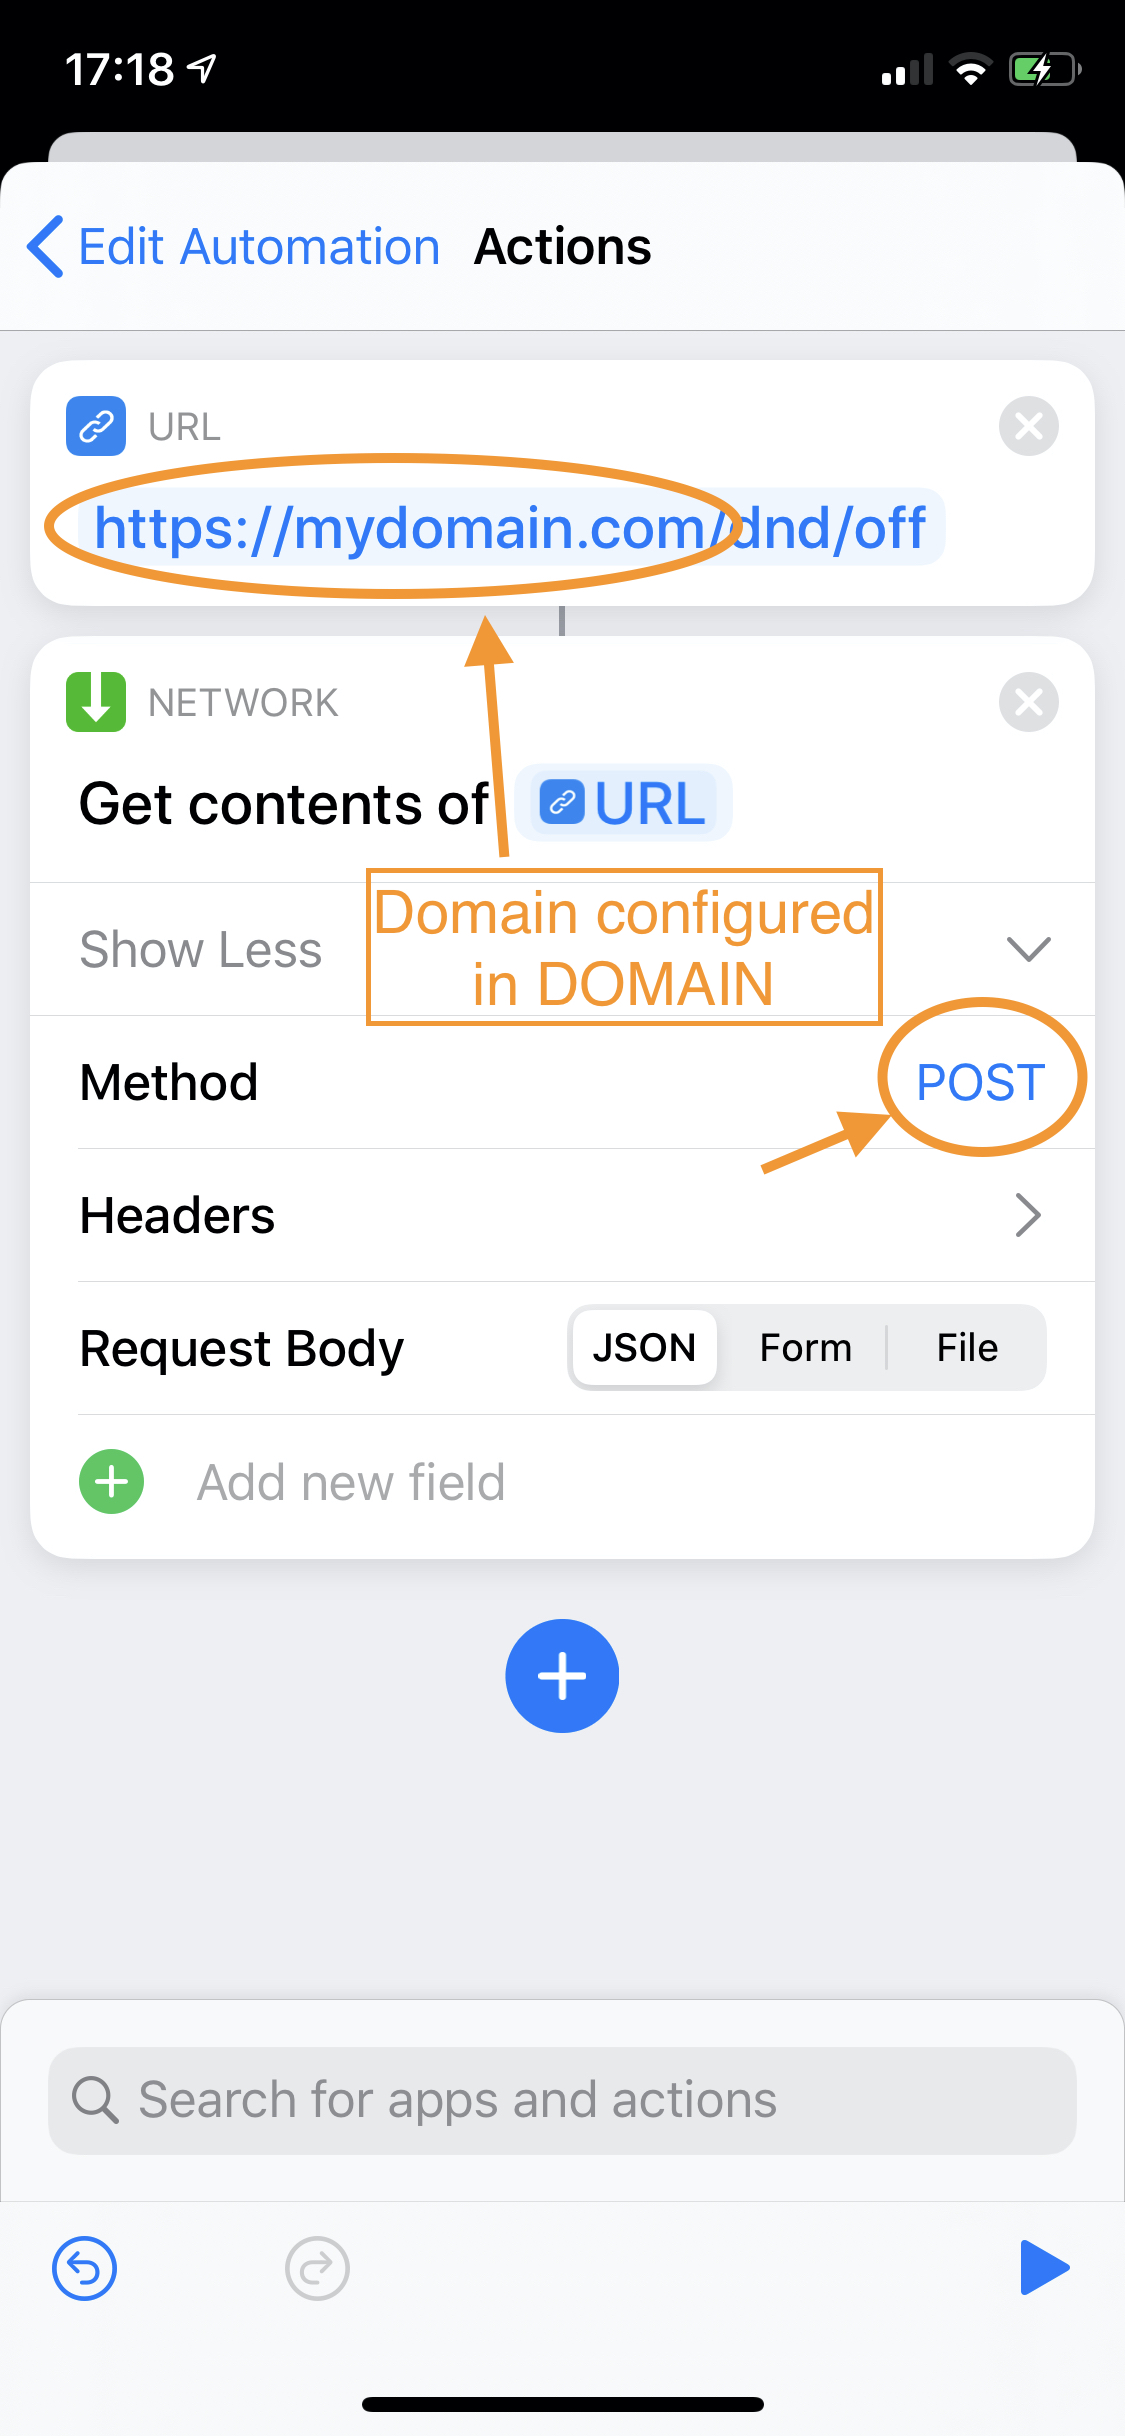 17:18
Edit Automation Actions
URL
https://mydomain.com/dnd/off
NETWORK
Get contents of URL
Domain configured
in DOMAIN
Show Less
Method POST
Headers
Request Body JSON Form File
Add new field
Search for apps and actions